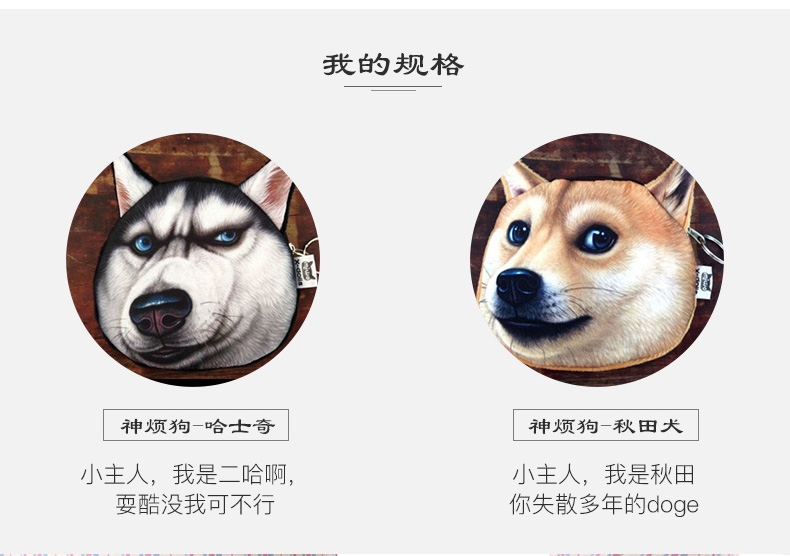 我的规格
神烦狗-哈士奇
神烦狗-秋田犬
小主人，我是二哈啊，
耍酷没我可不行
小主人，我是秋田
你失散多年的doge